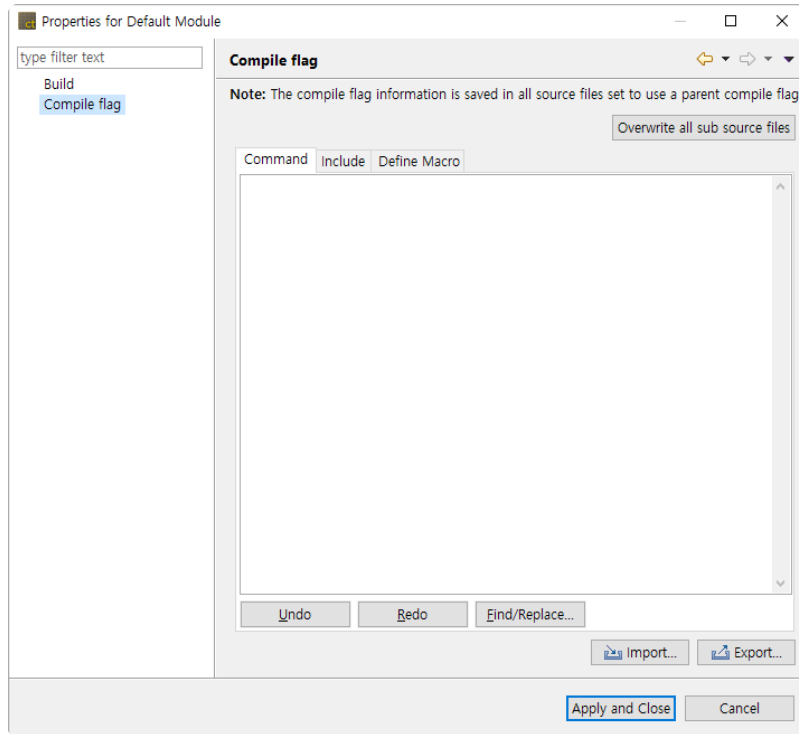 ct Properties for Default Module
type filter text
Build
Compile flag
Compile flag
Note: The compile flag information is saved in all source files set to use a parent compile flag
Overwrite all sub source files
Command Include Define Macro
Undo Redo Find/Replace...
Import... Export...
Apply and Close Cancel